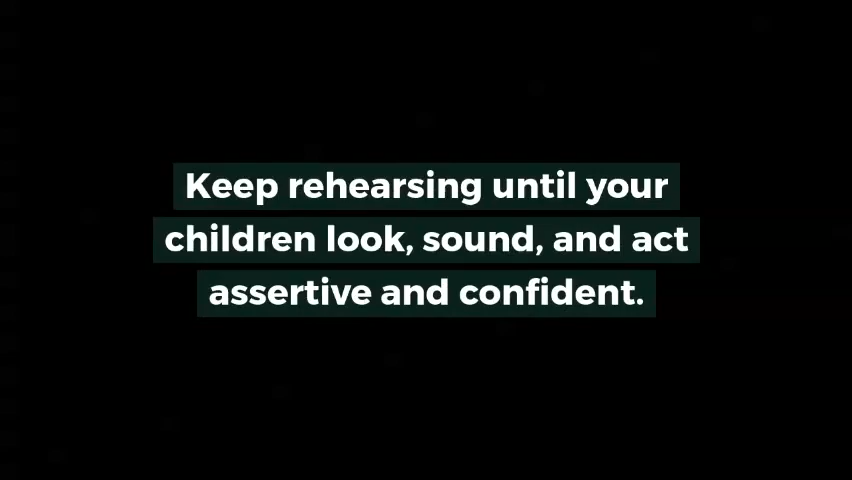 Keep rehearsing until your
children look, sound, and act
assertive and confident.